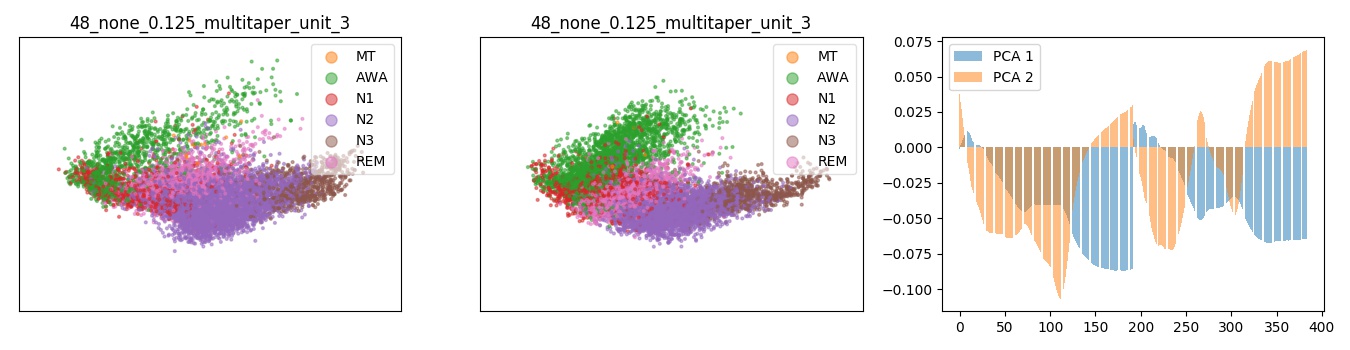 48_none_0.125_multitaper_unit_3
MT
AWA
N1
N2
N3
REM
48_none_0.125_multitaper_unit_3
MT
AWA
N1
N2
N3
REM
PCA 1
PCA 2
0.075
0.050
0.025
0.000
−0.025
−0.050
−0.075
−0.100
0 50 100 150 200 250 300 350 400